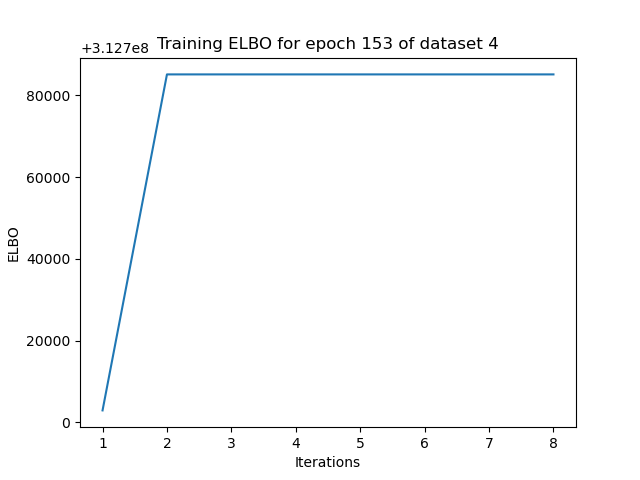 Training ELBO for epoch 153 of dataset 4
+3.127e8
80000
60000
40000
20000
0
ELBO
1 2 3 4 5 6 7 8
Iterations